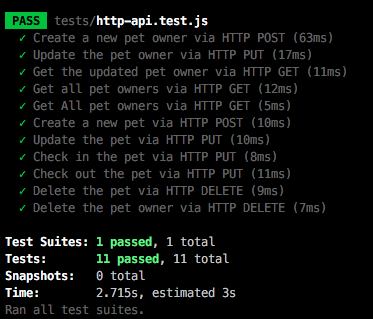 PASS tests/http-api.test.js
✓ Create a new pet owner via HTTP POST (63ms)
✓ Update the pet owner via HTTP PUT (17ms)
✓ Get the updated pet owner via HTTP GET (11ms)
✓ Get all pet owners via HTTP GET (12ms)
✓ Get All pet owners via HTTP GET (5ms)
✓ Create a new pet via HTTP POST (10ms)
✓ Update the pet via HTTP PUT (10ms)
✓ Check in the pet via HTTP PUT (8ms)
✓ Check out the pet via HTTP PUT (11ms)
✓ Delete the pet via HTTP DELETE (9ms)
✓ Delete the pet owner via HTTP DELETE (7ms)
Test Suites: 1 passed, 1 total
Tests: 11 passed, 11 total
Snapshots: 0 total
Time: 2.715s, estimated 3s
Ran all test suites.